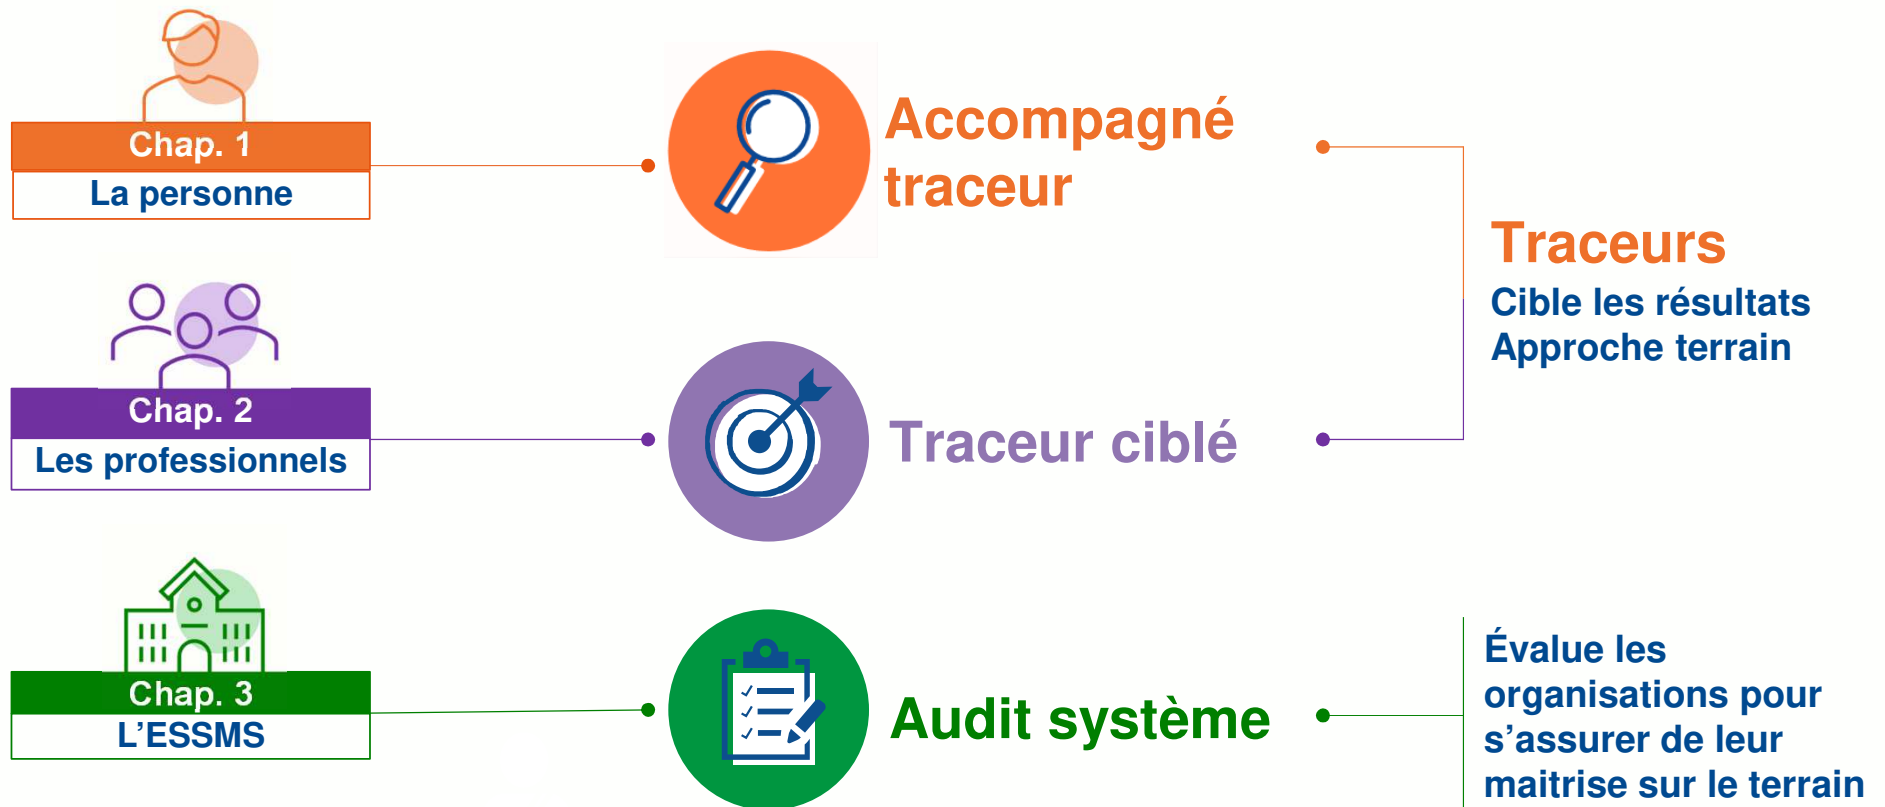 Chap. 1
La personne
Accompagné
traceur
Chap. 2
Les professionnels
Traceur ciblé
Traceurs
Cible les résultats
Approche terrain
Chap. 3
L’ESSMS
Audit système
Évalue les
organisations pour
s’assurer de leur
maitrise sur le terrain